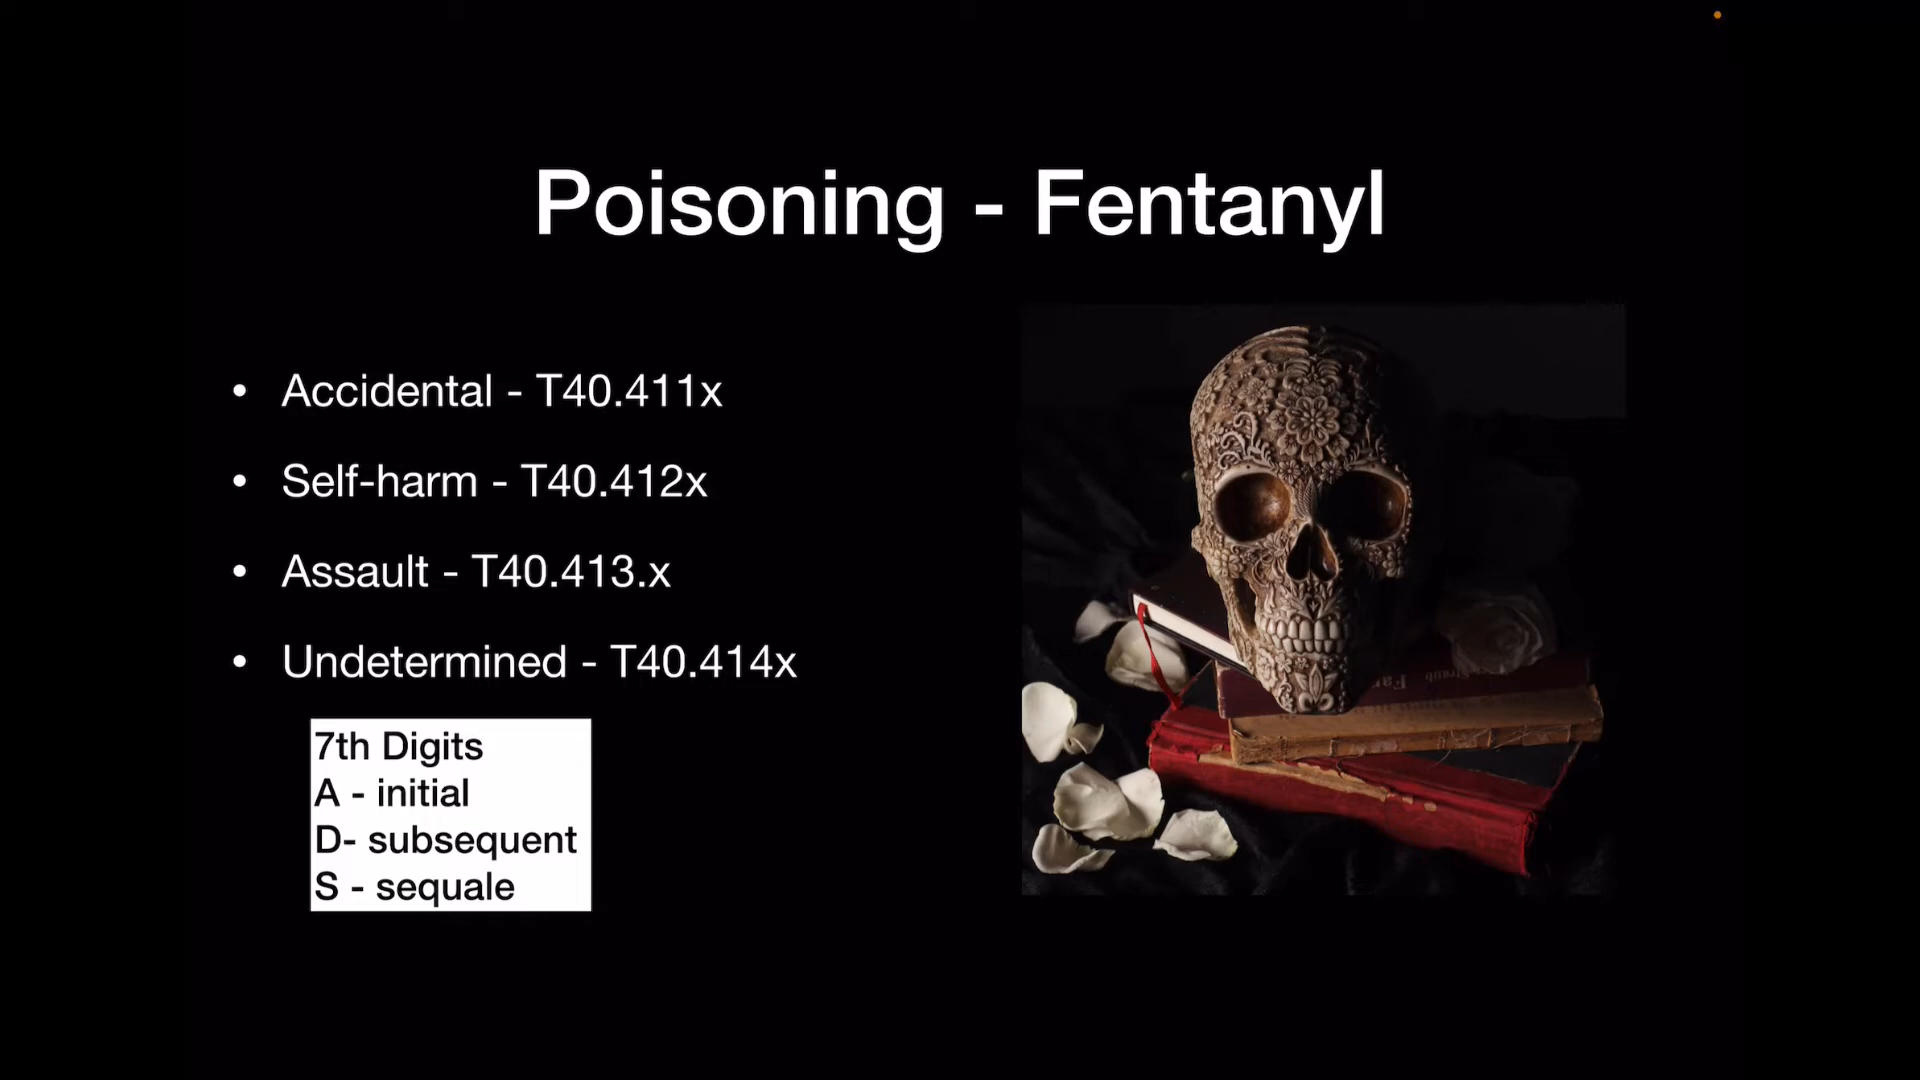 Poisoning - Fentanyl
• Accidental - T40.411x
• Self-harm - T40.412x
• Assault - T40.413.x
• Undetermined - T40.414x
7th Digits
A - initial
D- subsequent
S - sequale